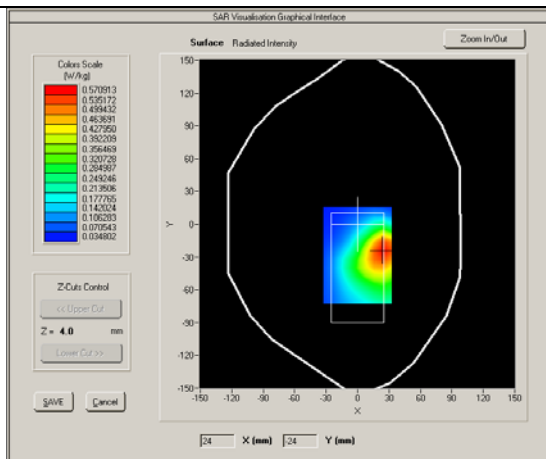 SAR Visualisation Graphical Interface
Surface Radiated Intensity
Zoom In/Out
Colors Scale
(W/kg)
0.570913
0.535172
0.499432
0.463691
0.427950
0.392209
0.356469
0.320728
0.284987
0.249246
0.213506
0.177765
0.142024
0.106283
0.070543
0.034802
Z-Cuts Control
<< Upper Cut
Z = 4.0 mm
Lower Cut >>
SAVE Cancel
150-
120-
90-
60-
30-
0-
-30-
-60-
-90-
-120-
-150-
Y
-150 -120 -90 -60 -30 0 30 60 90 120 150
X
24 X (mm) -24 Y (mm)